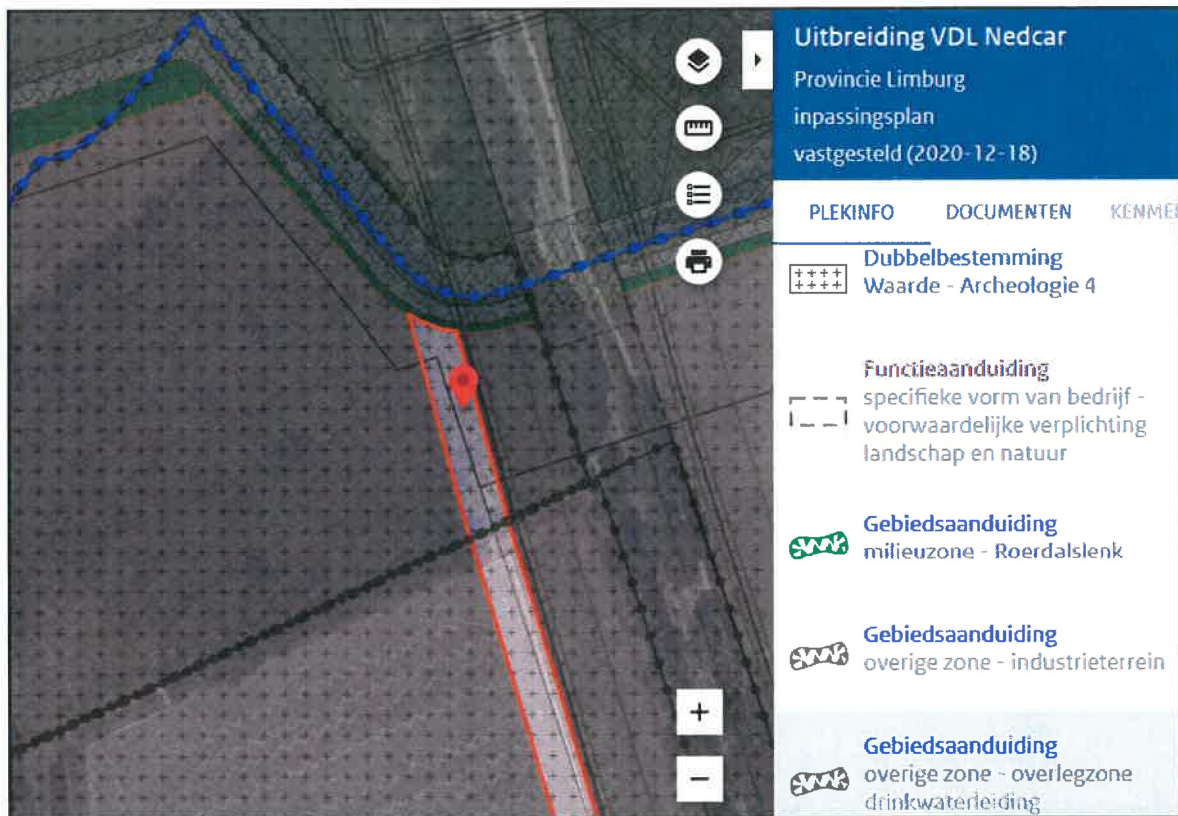 Uitbreiding VDL Nedcar
Provincie Limburg
inpassingsplan
vastgesteld (2020-12-18)
PLEKINFO DOCUMENTEN KENMER
Dubbelbestemming
Waarde - Archeologie 4
Functieaanduiding
specifieke vorm van bedrijf -
voorwaardelijke verplichting
landschap en natuur
Gebiedsaanduiding
milieuzone - Roerdalslenk
Gebiedsaanduiding
overige zone - industrieterrein
Gebiedsaanduiding
overige zone - overlegzone
drinkwaterleiding